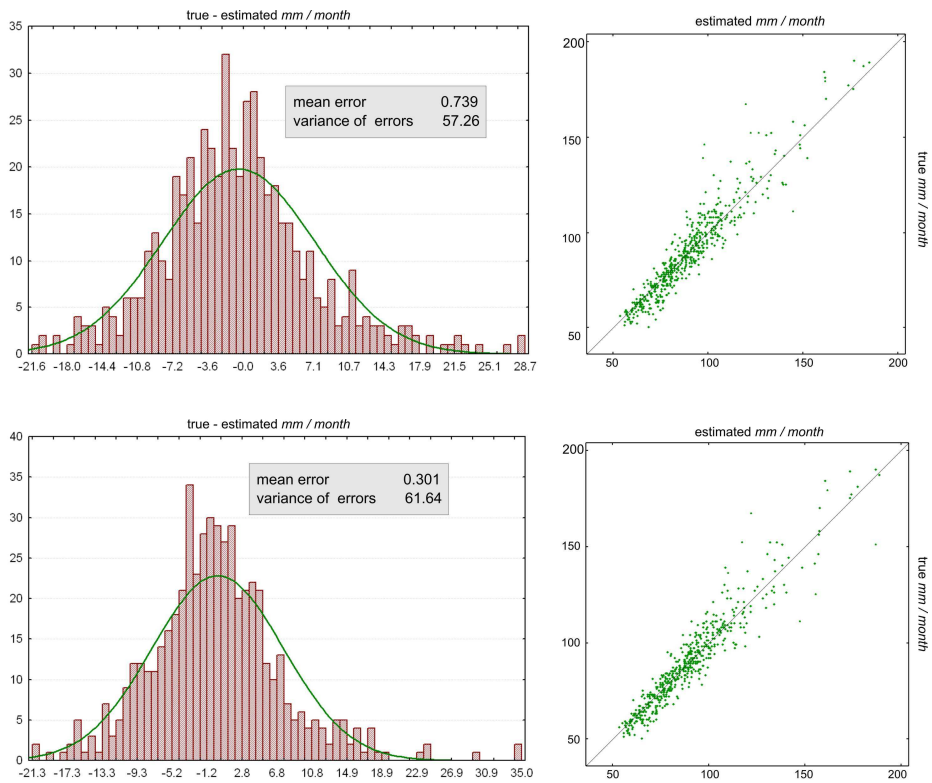 true - estimated mm / month
35
30
25
20
15
10
5
0
mean error 0.739
variance of errors 57.26
-21.6 -18.0 -14.4 -10.8 -7.2 -3.6 -0.0 3.6 7.1 10.7 14.3 17.9 21.5 25.1 28.7
estimated mm / month
200
150
100
50
50 100 150 200
true mm / month
true - estimated mm / month
40
35
30
25
20
15
10
5
0
mean error 0.301
variance of errors 61.64
-21.3 -17.3 -13.3 -9.3 -5.2 -1.2 2.8 6.8 10.8 14.9 18.9 22.9 26.9 30.9 35.0
estimated mm / month
200
150
100
50
50 100 150 200
true mm / month